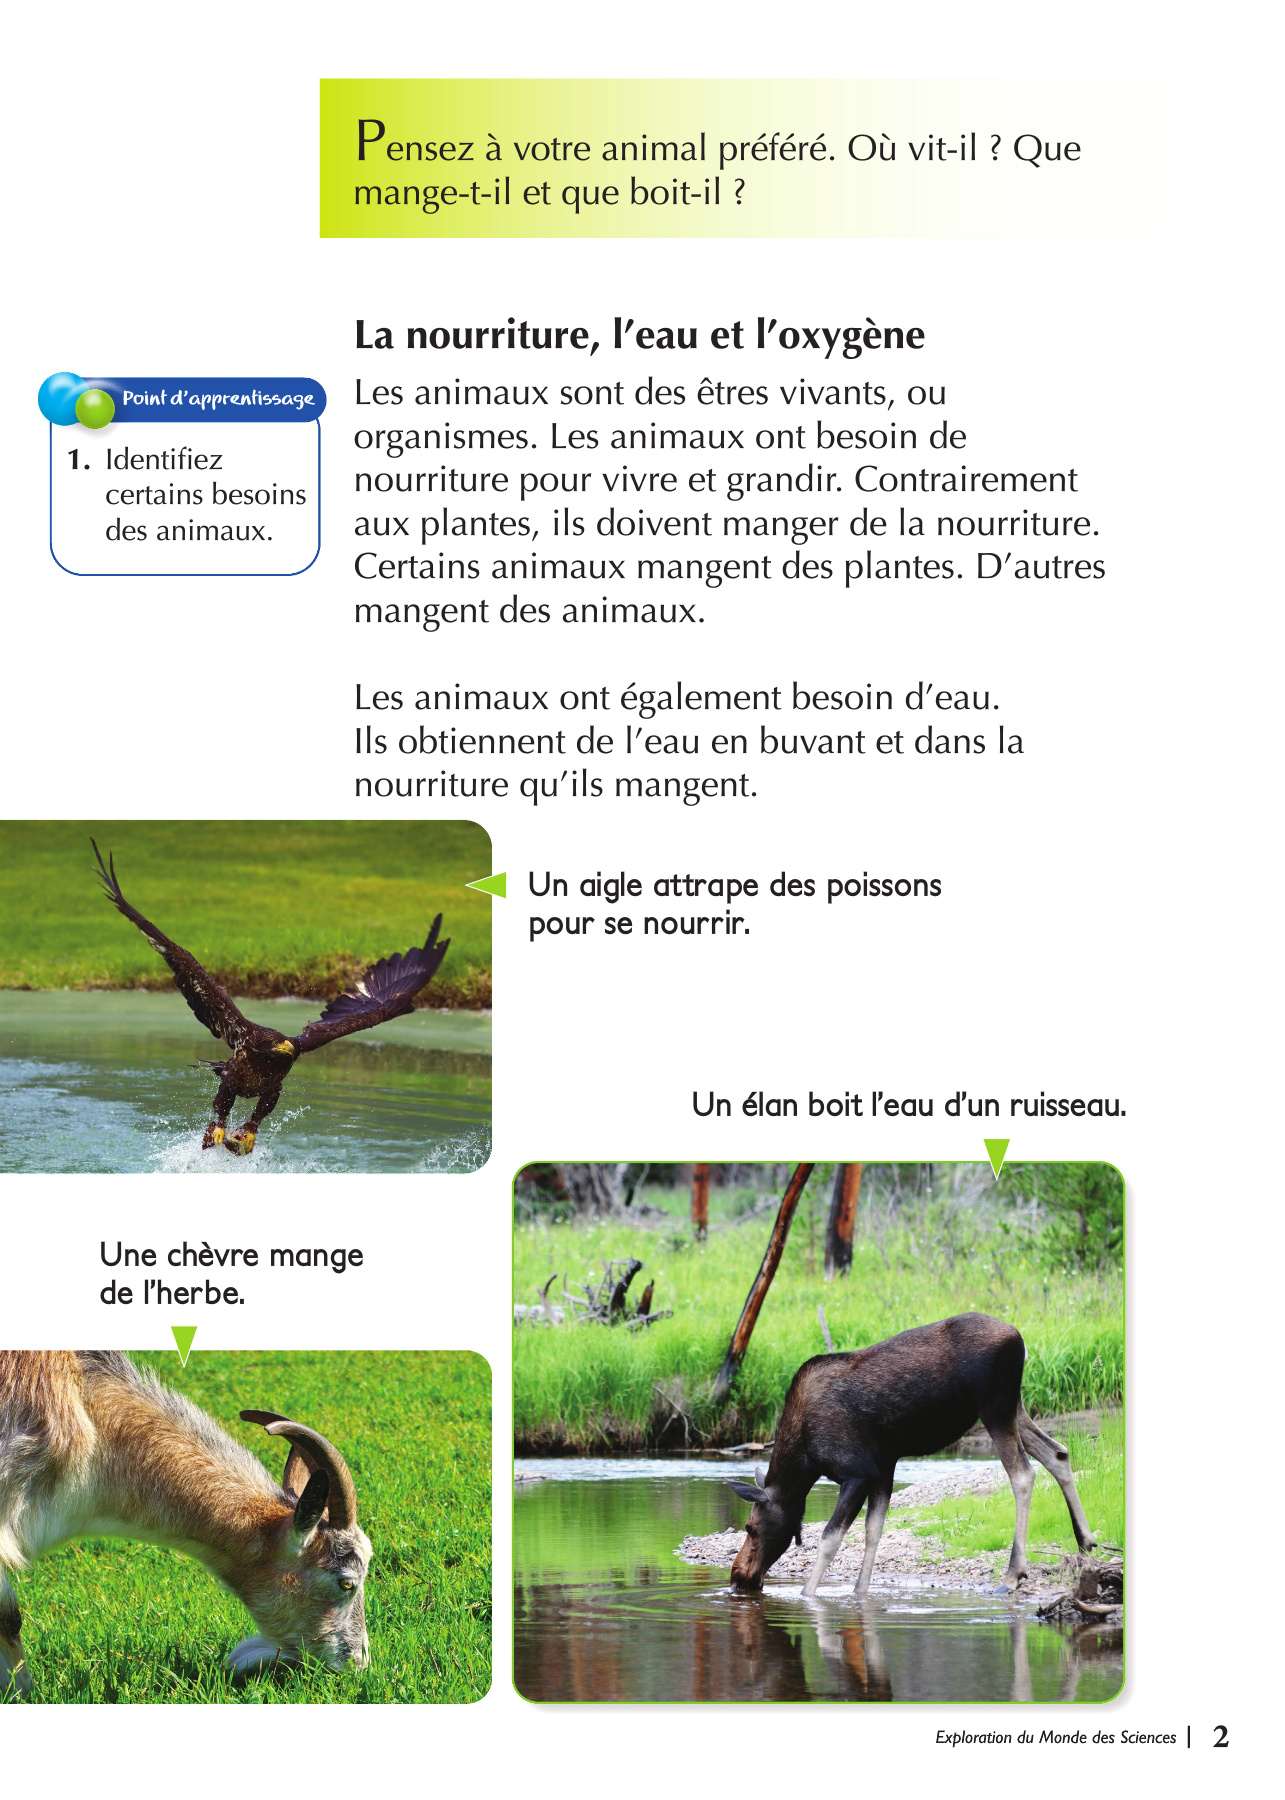 Pensez à votre animal préféré. Où vit-il ? Que
mange-t-il et que boit-il ?
La nourriture, l’eau et l’oxygène
Les animaux sont des êtres vivants, ou
organismes. Les animaux ont besoin de
nourriture pour vivre et grandir. Contrairement
aux plantes, ils doivent manger de la nourriture.
Certains animaux mangent des plantes. D’autres
mangent des animaux.
Point d’apprentissage
1. Identifiez
certains besoins
des animaux.
Les animaux ont également besoin d’eau.
Ils obtiennent de l’eau en buvant et dans la
nourriture qu’ils mangent.
Un aigle attrape des poissons
pour se nourrir.
Un élan boit l’eau d’un ruisseau.
Une chèvre mange
de l’herbe.
Exploration du Monde des Sciences | 2